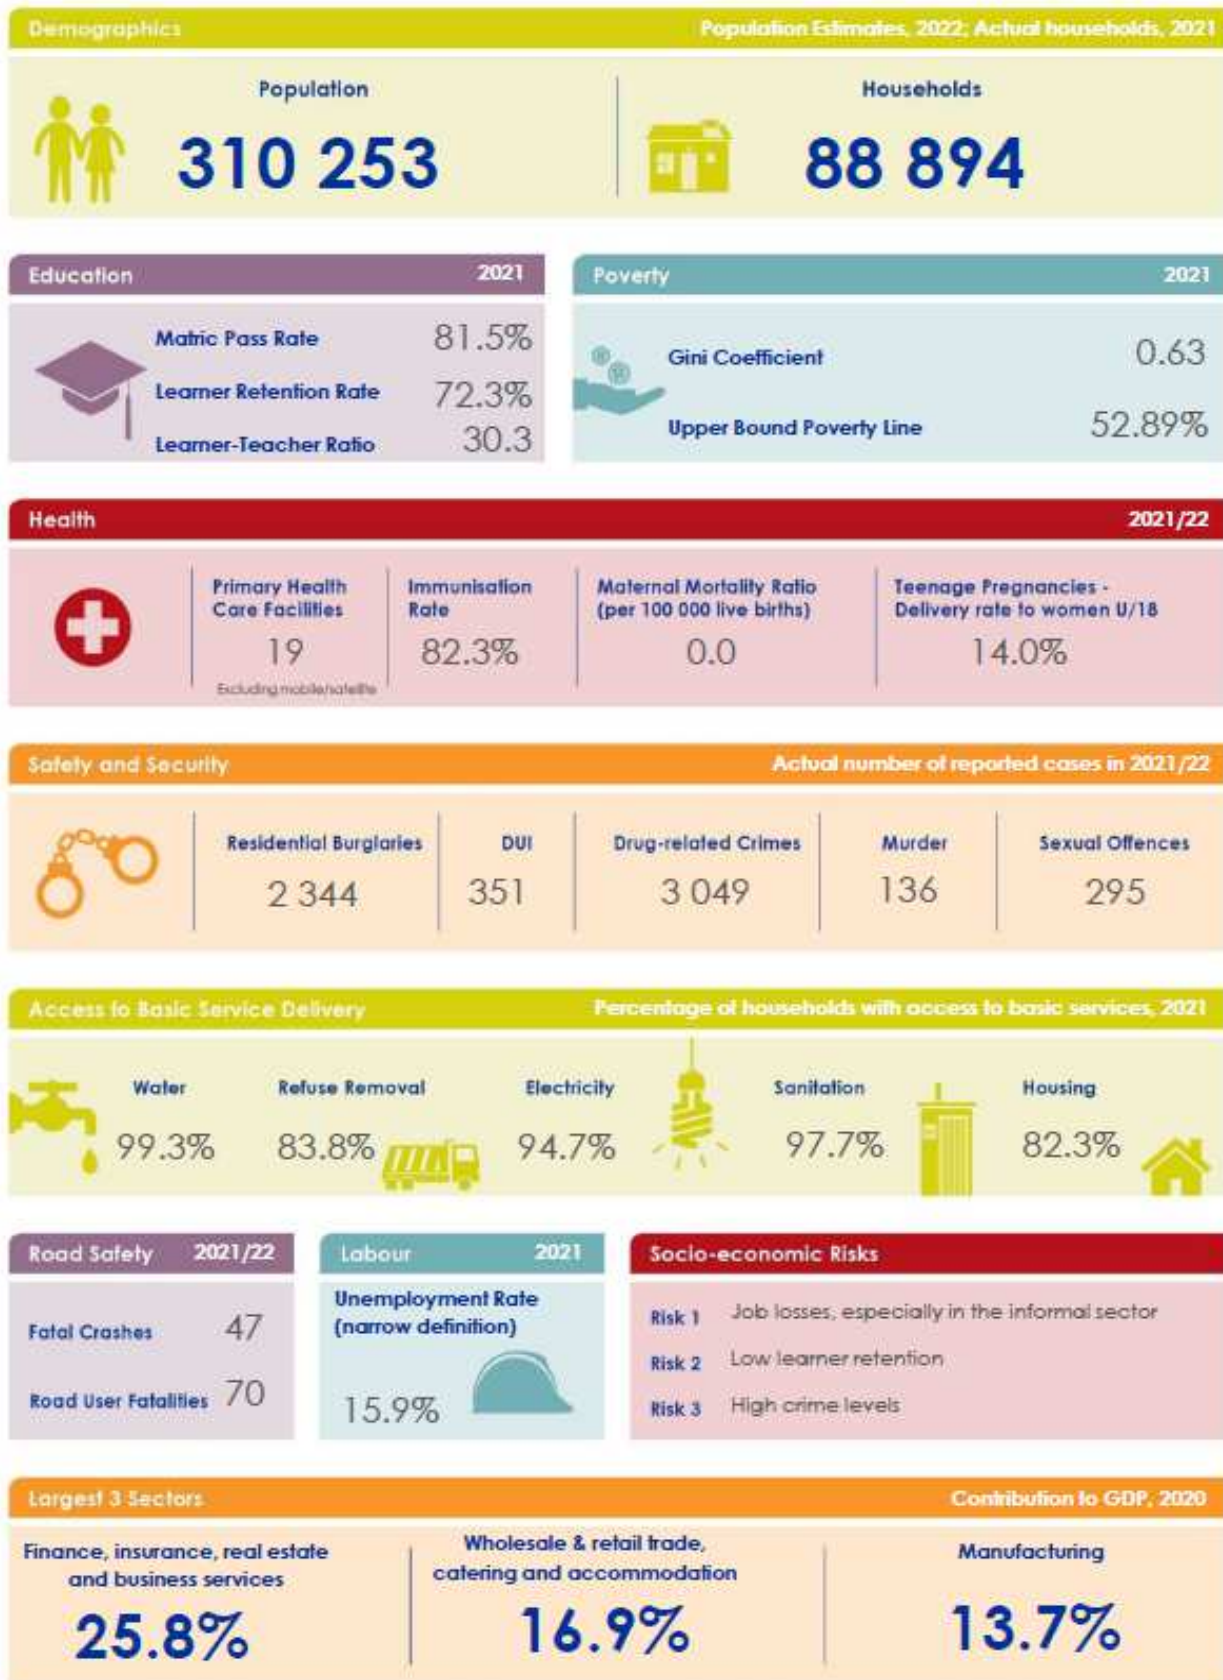 Demographics Population Estimates, 2022; Actual households, 2021
Population Households
310 253 88 894
Education 2021
Matric Pass Rate 81.5%
Learner Retention Rate 72.3%
Learner-Teacher Ratio 30.3
Poverty 2021
Gini Coefficient 0.63
Upper Bound Poverty Line 52.89%
Health 2021/22
Primary Health
Care Facilities
19
Excluding mobile/satellite
Immunisation
Rate
82.3%
Maternal Mortality Ratio
(per 100 000 live births)
0.0
Teenage Pregnancies -
Delivery rate to women U/18
14.0%
Safety and Security Actual number of reported cases in 2021/22
Residential Burglaries DUI Drug-related Crimes Murder Sexual Offences
2 344 351 3 049 136 295
Access to Basic Service Delivery Percentage of households with access to basic services, 2021
Water Refuse Removal Electricity Sanitation Housing
99.3% 83.8% 94.7% 97.7% 82.3%
Road Safety 2021/22
Fatal Crashes 47
Road User Fatalities 70
Labour 2021
Unemployment Rate
(narrow definition)
15.9%
Socio-economic Risks
Risk 1 Job losses, especially in the informal sector
Risk 2 Low learner retention
Risk 3 High crime levels
Largest 3 Sectors Contribution to GDP, 2020
Finance, insurance, real estate
and business services
25.8%
Wholesale & retail trade,
catering and accommodation
16.9%
Manufacturing
13.7%